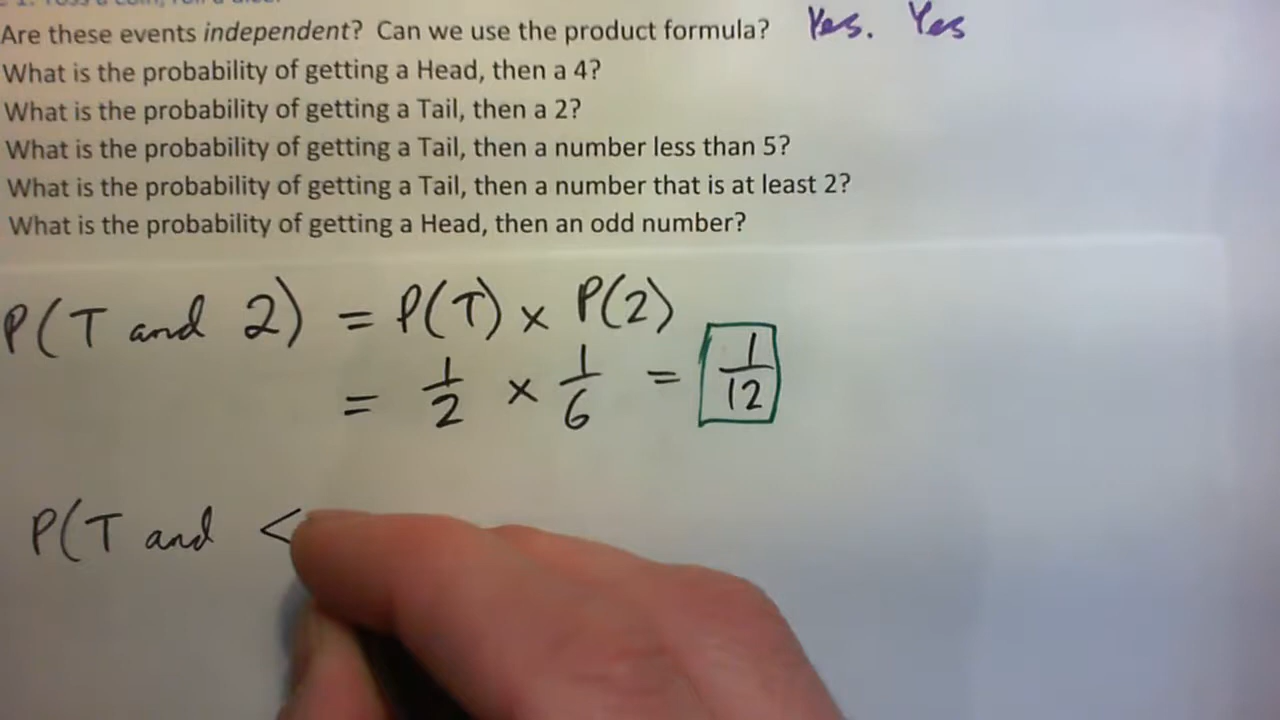 Are these events independent? Can we use the product formula? Yes. Yes
What is the probability of getting a Head, then a 4?
What is the probability of getting a Tail, then a 2?
What is the probability of getting a Tail, then a number less than 5?
What is the probability of getting a Tail, then a number that is at least 2?
What is the probability of getting a Head, then an odd number?
P(T and 2) = P(T) × P(2)
= 1/2 × 1/6 = 1/12
P(T and <